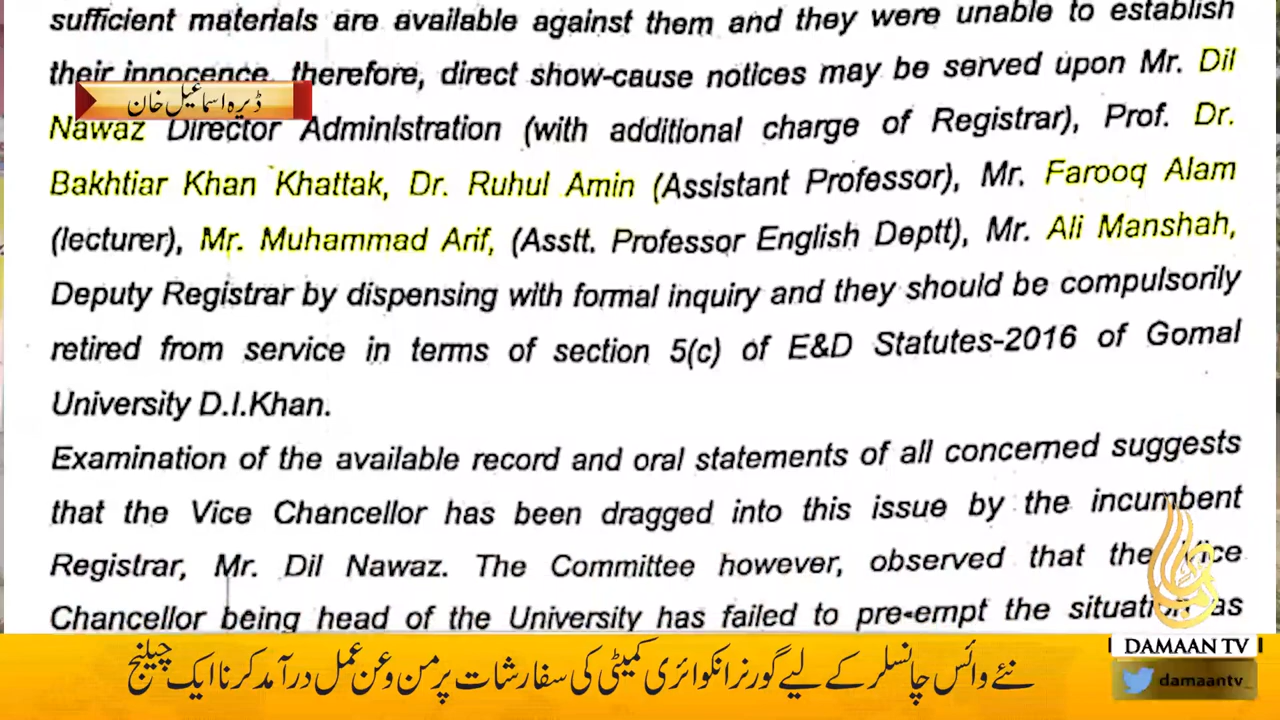 sufficient materials are available against them and they were unable to establish
their innocence, therefore, direct show-cause notices may be served upon Mr. Dil
ڈیرہ اسماعیل خان
Nawaz Director Administration (with additional charge of Registrar), Prof. Dr.
Bakhtiar Khan Khattak, Dr. Ruhul Amin (Assistant Professor), Mr. Farooq Alam
(lecturer), Mr. Muhammad Arif, (Asstt. Professor English Deptt), Mr. Ali Manshah,
Deputy Registrar by dispensing with formal inquiry and they should be compulsorily
retired from service in terms of section 5(c) of E&D Statutes-2016 of Gomal
University D.I.Khan.
Examination of the available record and oral statements of all concerned suggests
that the Vice Chancellor has been dragged into this issue by the incumbent
Registrar, Mr. Dil Nawaz. The Committee however, observed that the Vice
Chancellor being head of the University has failed to pre-empt the situation as
DAMAAN TV
damaantv_
نئے وائس چانسلر کے لیے گورنر انکوائری کمیٹی کی سفارشات پر من و عن عمل درآمد کرنا ایک چیلنج